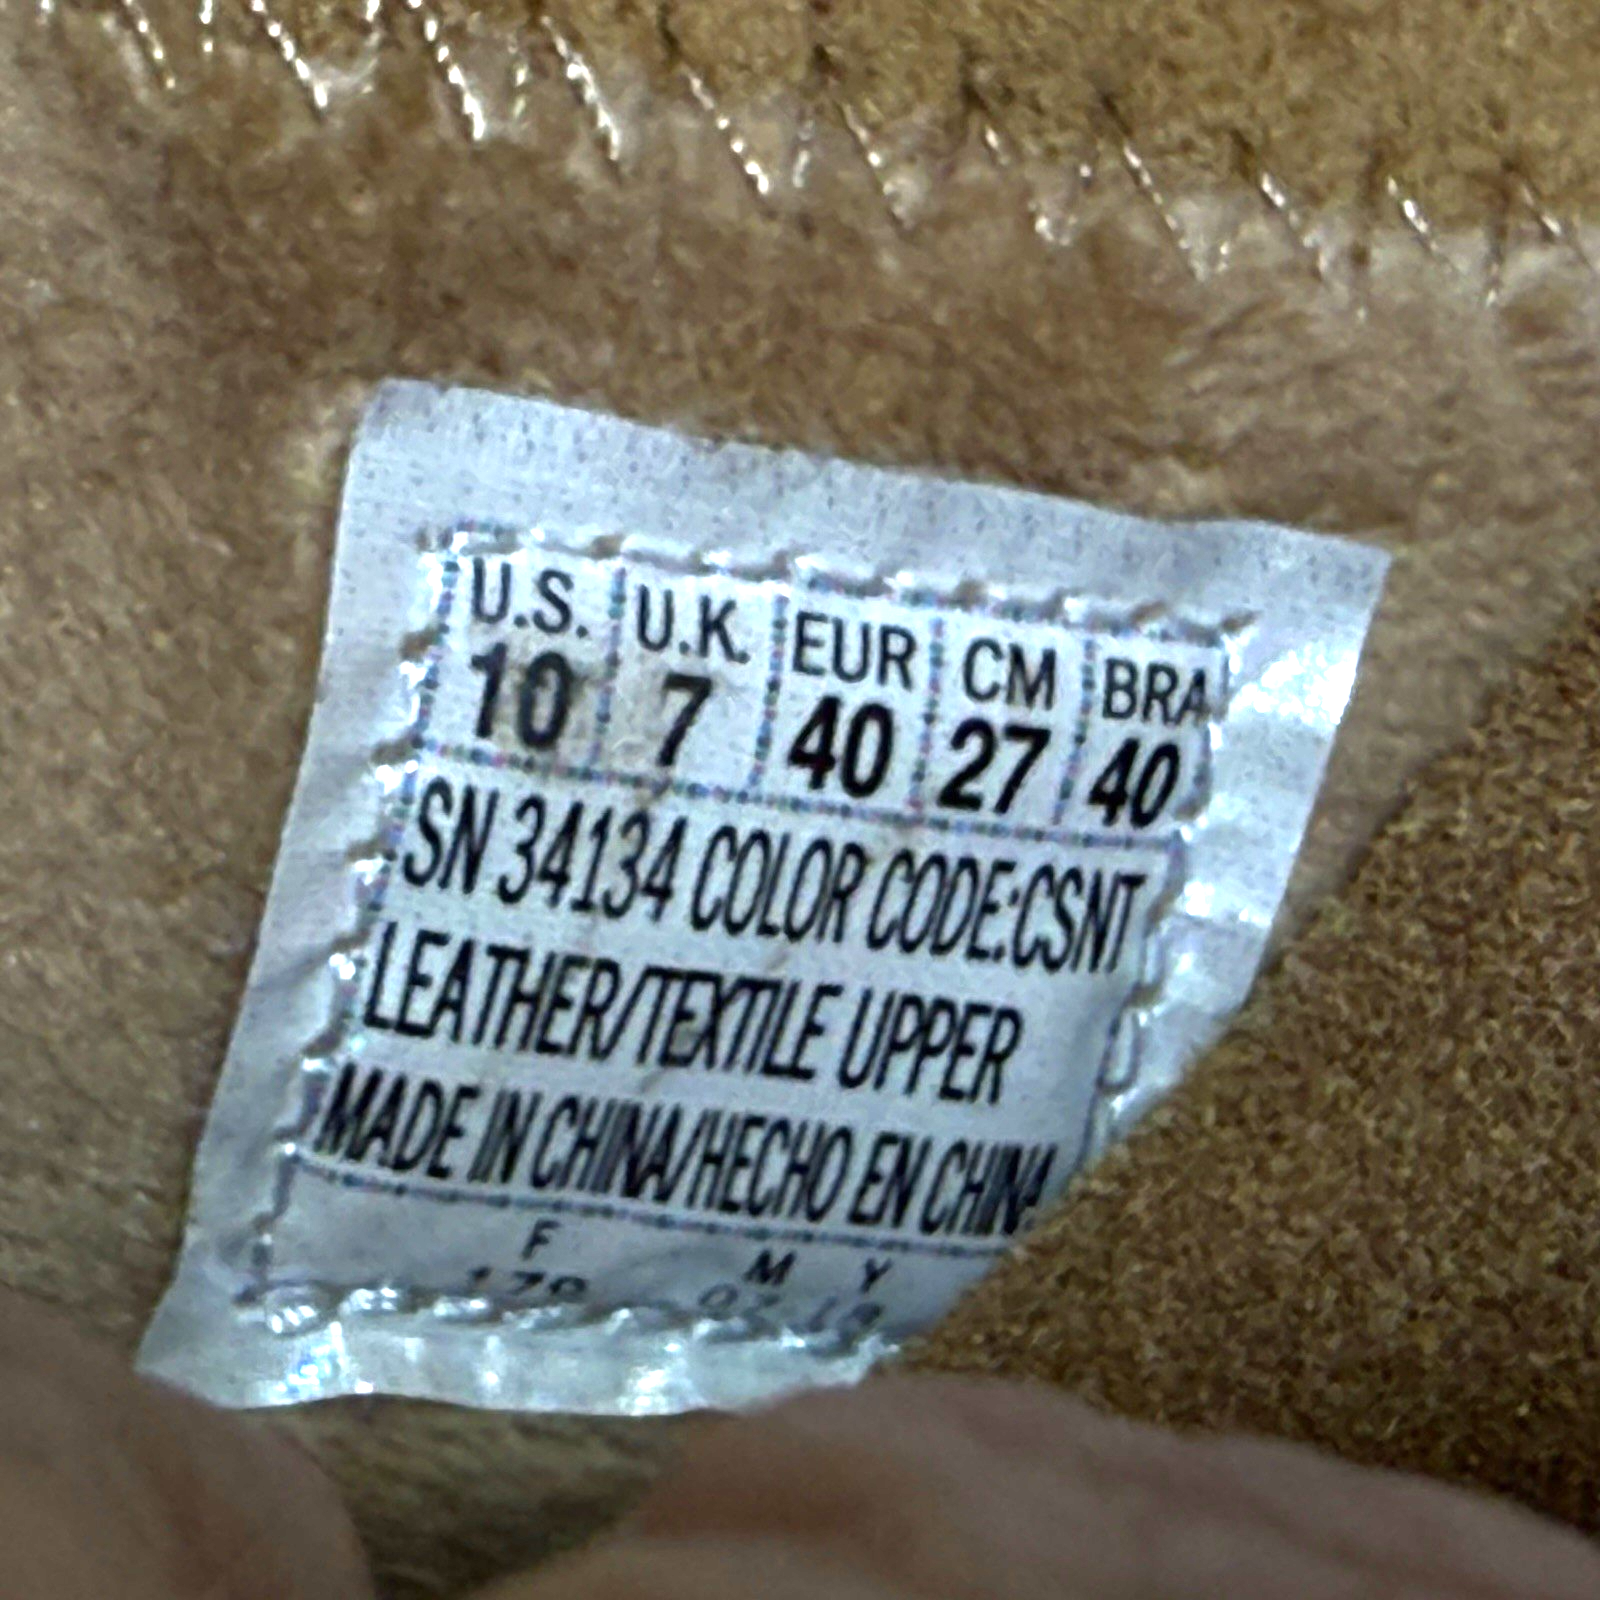 U.S. U.K. EUR CM BRA
10 7 40 27 40
SN 34134 COLOR CODE:CSNT
LEATHER/TEXTILE UPPER
MADE IN CHINA/HECHO EN CHINA
F M Y